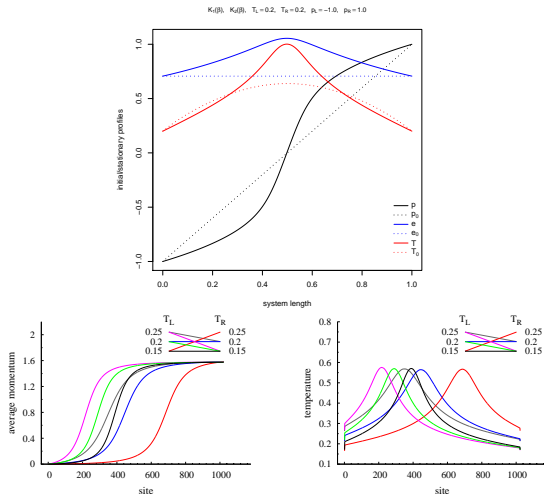 K₁(β), K₂(β), T_L = 0.2, T_R = 0.2, p_L = −1.0, p_R = 1.0
initial/stationary profiles
1.0
0.5
0.0
−0.5
−1.0
p
p₀
e
e₀
T
T₀
0.0 0.2 0.4 0.6 0.8 1.0
system length
T_L T_R
0.25 0.25
0.2 0.2
0.15 0.15
average momentum
2
1.6
1.2
0.8
0.4
0
0 200 400 600 800 1000
site
T_L T_R
0.25 0.25
0.2 0.2
0.15 0.15
temperature
0.8
0.7
0.6
0.5
0.4
0.3
0.2
0.1
0 200 400 600 800 1000
site